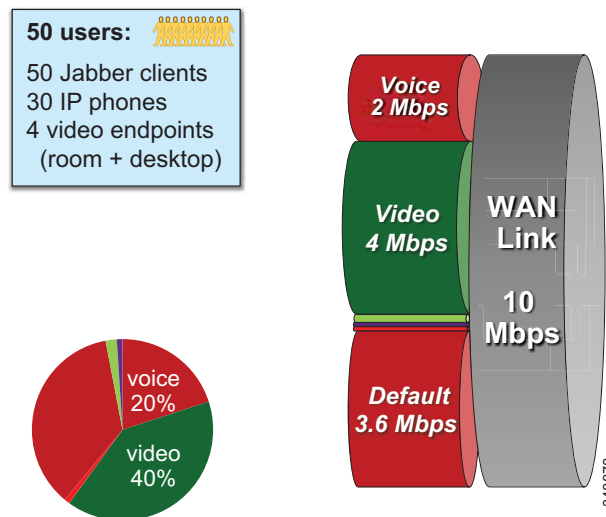 50 users:
50 Jabber clients
30 IP phones
4 video endpoints
(room + desktop)
Voice
2 Mbps
Video
4 Mbps
Default
3.6 Mbps
WAN
Link
10
Mbps
voice
20%
video
40%